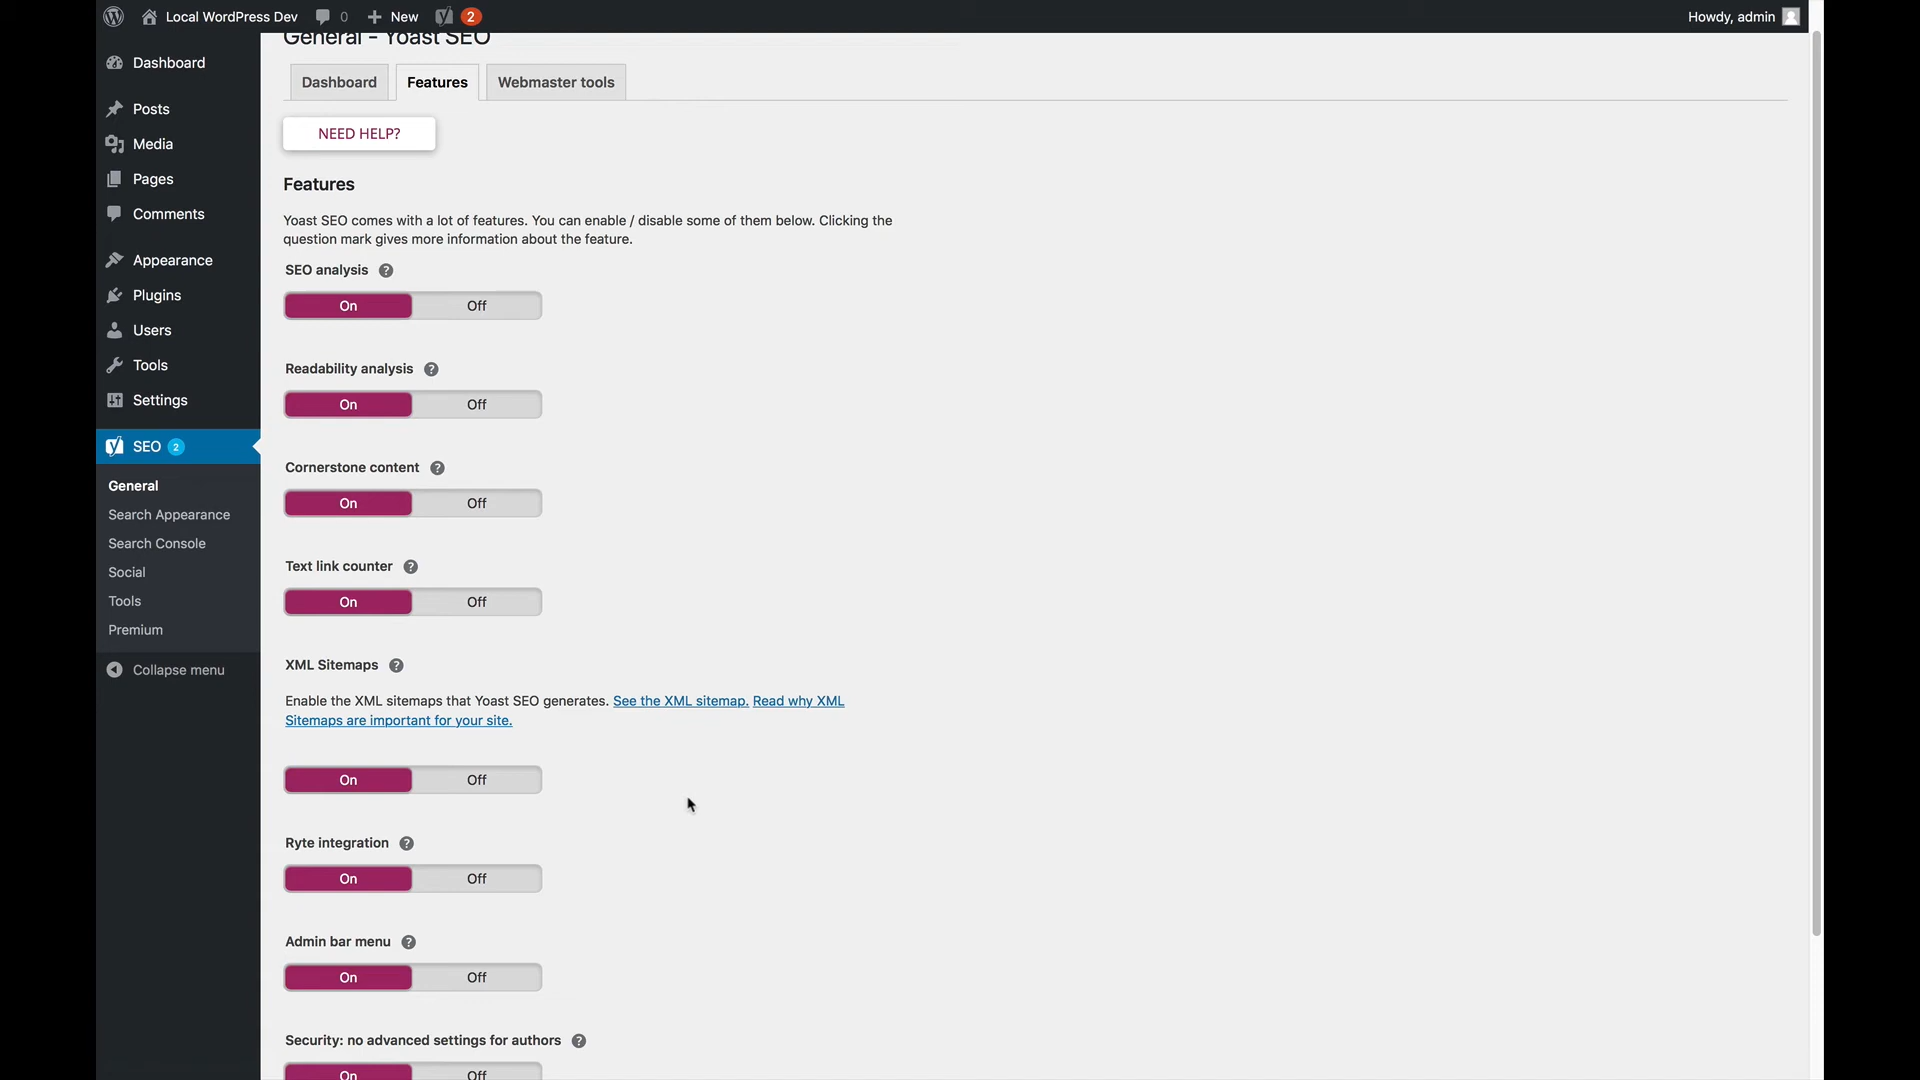 Local WordPress Dev 0 New 2 Howdy, admin
General - Yoast SEO
Dashboard
Posts
Media
Pages
Comments
Appearance
Plugins
Users
Tools
Settings
SEO 2
General
Search Appearance
Search Console
Social
Tools
Premium
Collapse menu
Dashboard Features Webmaster tools
NEED HELP?
Features
Yoast SEO comes with a lot of features. You can enable / disable some of them below. Clicking the
question mark gives more information about the feature.
SEO analysis ?
On Off
Readability analysis ?
On Off
Cornerstone content ?
On Off
Text link counter ?
On Off
XML Sitemaps ?
Enable the XML sitemaps that Yoast SEO generates. See the XML sitemap. Read why XML
Sitemaps are important for your site.
On Off
Ryte integration ?
On Off
Admin bar menu ?
On Off
Security: no advanced settings for authors ?
On Off